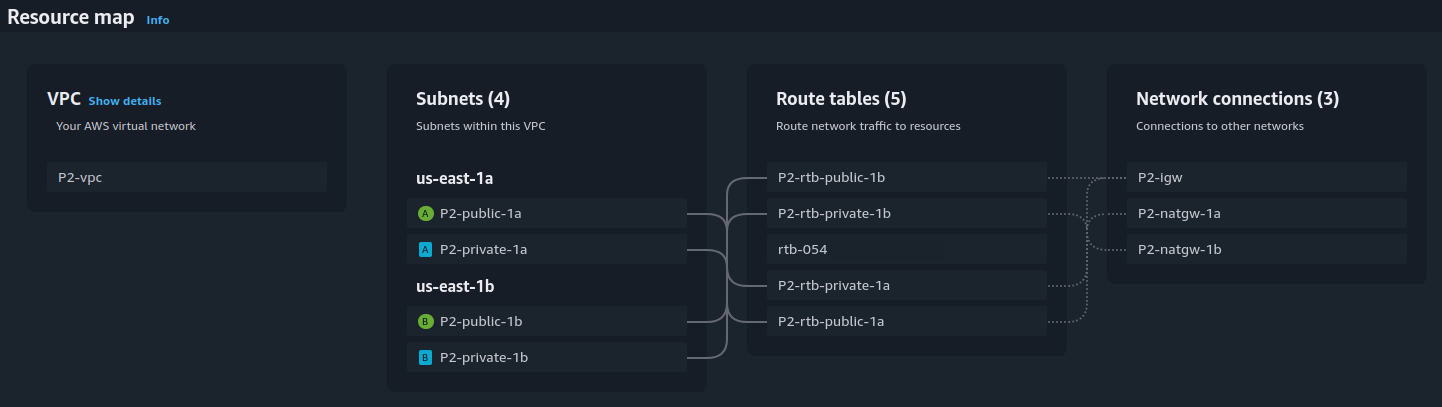 Resource map Info
VPC Show details
Your AWS virtual network
P2-vpc
Subnets (4)
Subnets within this VPC
us-east-1a
A P2-public-1a
A P2-private-1a
us-east-1b
B P2-public-1b
B P2-private-1b
Route tables (5)
Route network traffic to resources
P2-rtb-public-1b
P2-rtb-private-1b
rtb-054
P2-rtb-private-1a
P2-rtb-public-1a
Network connections (3)
Connections to other networks
P2-igw
P2-natgw-1a
P2-natgw-1b